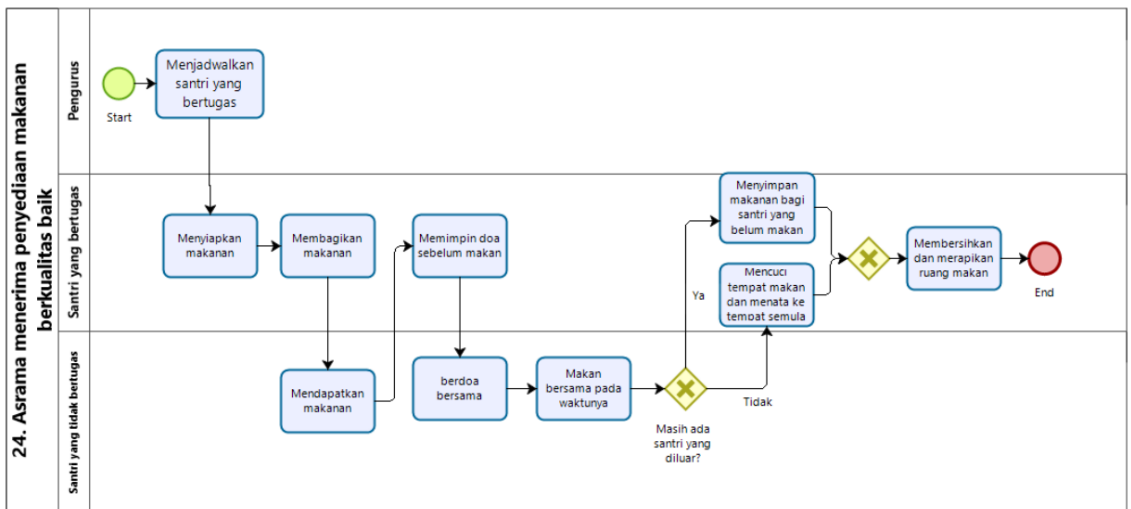 24. Asrama menerima penyediaan makanan
berkualitas baik
Pengurus
Start
Menjadwalkan
santri yang
bertugas
Santri yang bertugas
Menyiapkan
makanan
Membagikan
makanan
Memimpin doa
sebelum makan
Menyimpan
makanan bagi
santri yang
belum makan
Mencuci
tempat makan
dan menata ke
tempat semula
Membersihkan
dan merapikan
ruang makan
End
Ya
Santri yang tidak bertugas
Mendapatkan
makanan
berdoa
bersama
Makan
bersama pada
waktunya
Masih ada
santri yang
diluar?
Tidak